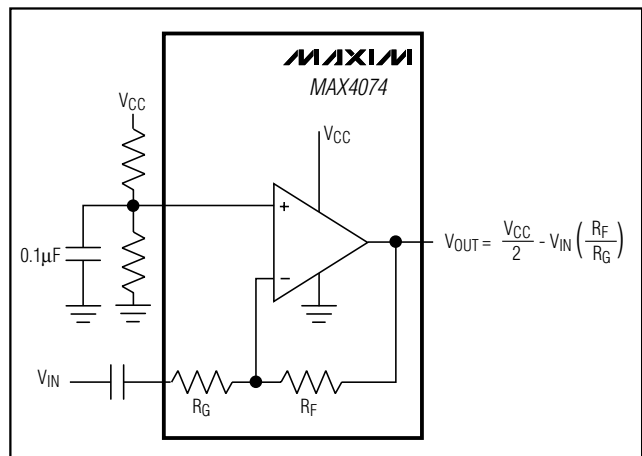 MAXIM
MAX4074
VCC
VCC
+
0.1µF
−
VOUT = VCC/2 - VIN (RF/RG)
VIN
RG
RF